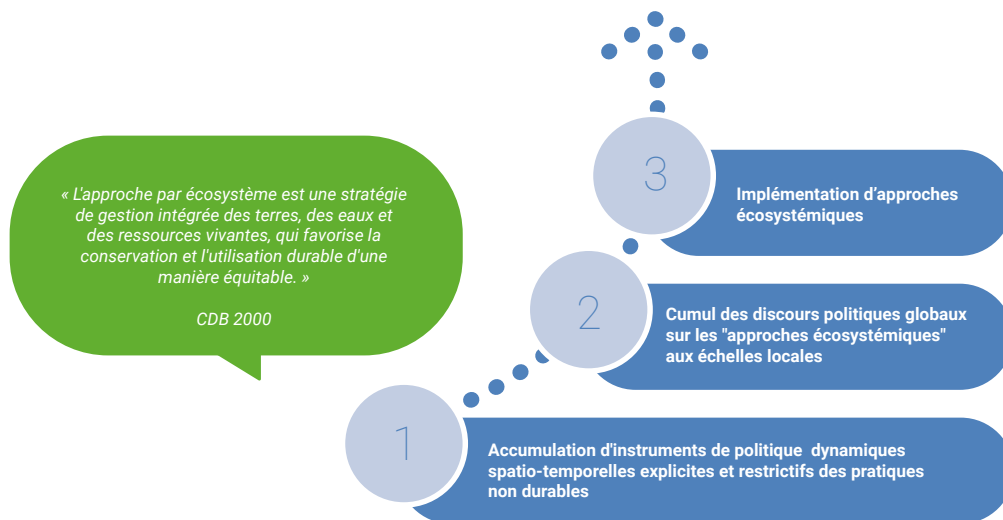 « L'approche par écosystème est une stratégie
de gestion intégrée des terres, des eaux et
des ressources vivantes, qui favorise la
conservation et l'utilisation durable d'une
manière équitable. »
CDB 2000
3
Implémentation d'approches
écosystémiques
2
Cumul des discours politiques globaux
sur les "approches écosystémiques"
aux échelles locales
1
Accumulation d'instruments de politique dynamiques
spatio-temporelles explicites et restrictifs des pratiques
non durables